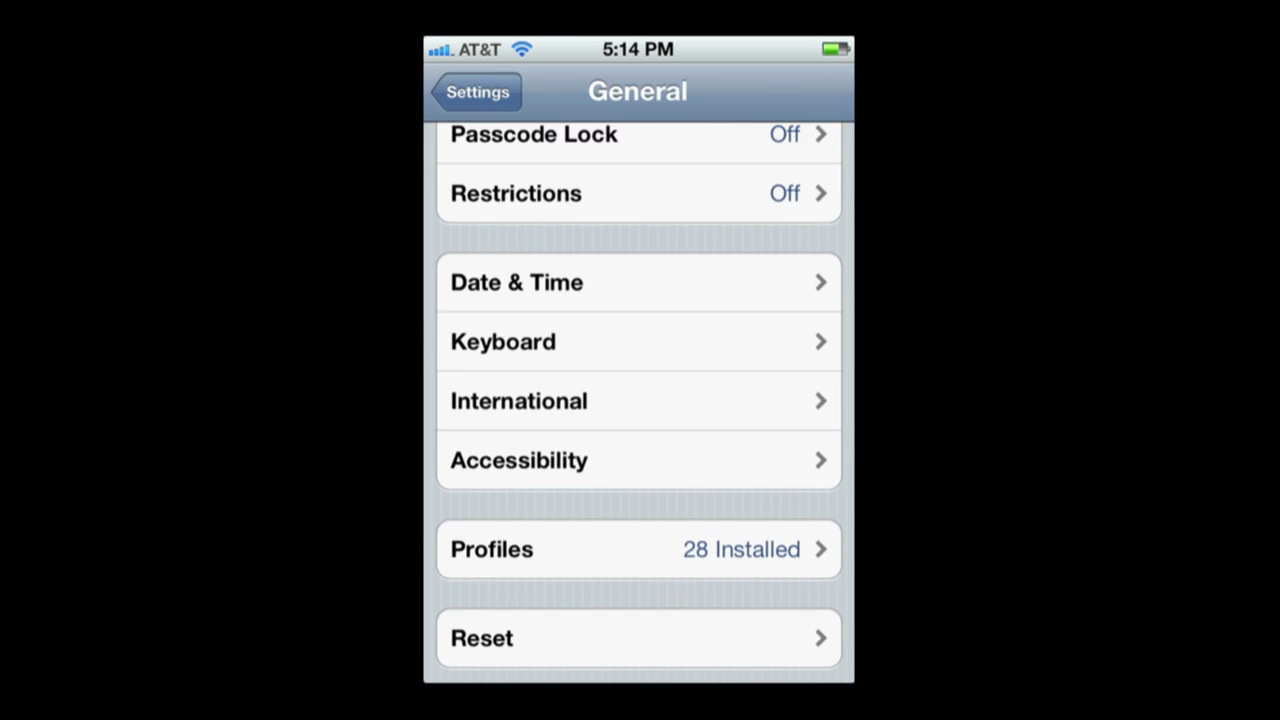 AT&T 5:14 PM
Settings General
Passcode Lock Off
Restrictions Off
Date & Time
Keyboard
International
Accessibility
Profiles 28 Installed
Reset